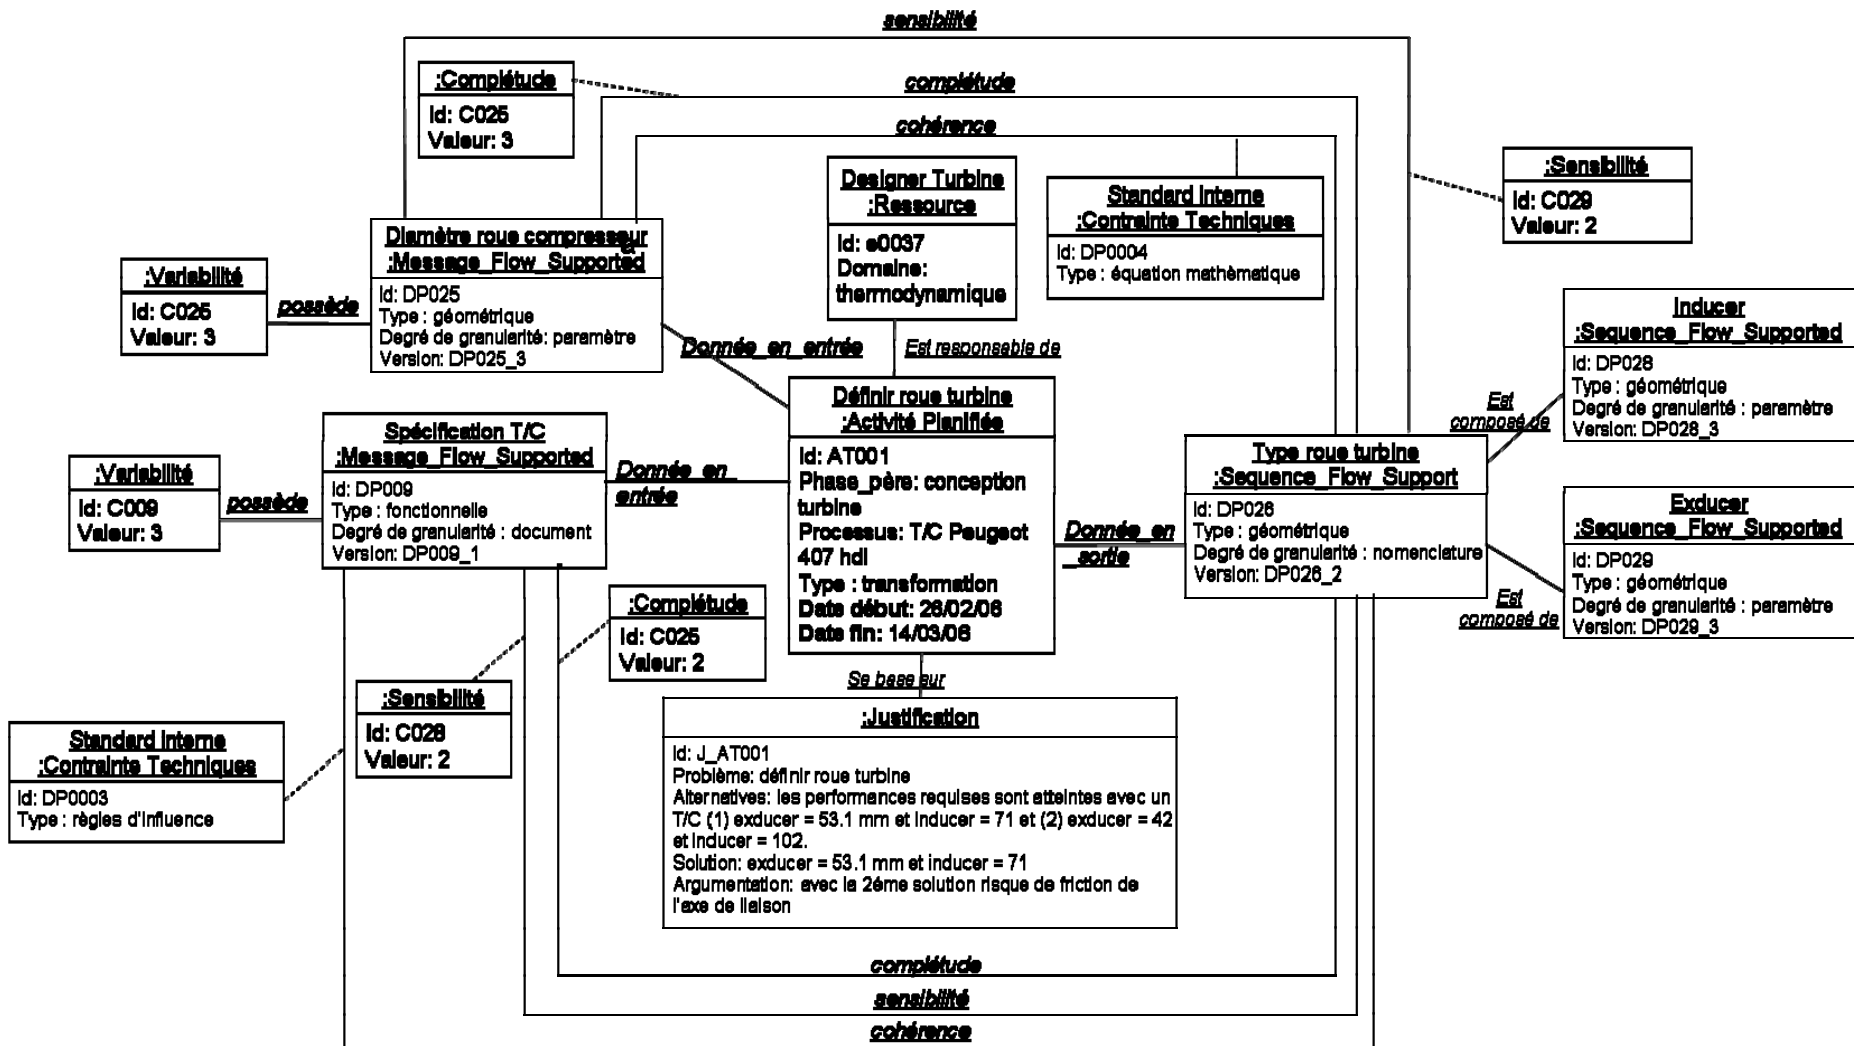 sensibilité
:Complétude
Id: C025
Valeur: 3
complétude
cohérence
Designer Turbine
:Ressource
Id: e0037
Domaine:
thermodynamique
Standard interne
:Contrainte Techniques
Id: DP0004
Type : équation mathèmatique
:Sensibilité
Id: C029
Valeur: 2
Diamètre roue compresseur
:Message_Flow_Supported
Id: DP025
Type : géométrique
Degré de granularité: paramètre
Version: DP025_3
:Variabilité
Id: C025
Valeur: 3
possède
Donnée_en_entrée
Est responsable de
Inducer
:Sequence_Flow_Supported
Id: DP028
Type : géométrique
Degré de granularité : paramètre
Version: DP028_3
Est
composé de
Définir roue turbine
:Activité Planifiée
Id: AT001
Phase_père: conception
turbine
Processus: T/C Peugeot
407 hdi
Type : transformation
Date début: 26/02/06
Date fin: 14/03/06
Spécification T/C
:Message_Flow_Supported
Id: DP009
Type : fonctionnelle
Degré de granularité : document
Version: DP009_1
:Variabilité
Id: C009
Valeur: 3
possède
Donnée_en_
entrée
Type roue turbine
:Sequence_Flow_Support
Id: DP026
Type : géométrique
Degré de granularité : nomenclature
Version: DP026_2
Donnée_en
_sortie
Exducer
:Sequence_Flow_Supported
Id: DP029
Type : géométrique
Degré de granularité : paramètre
Version: DP029_3
Est
composé de
:Complétude
Id: C025
Valeur: 2
:Sensibilité
Id: C028
Valeur: 2
Se base sur
Standard interne
:Contrainte Techniques
Id: DP0003
Type : règles d'influence
:Justification
Id: J_AT001
Problème: définir roue turbine
Alternatives: les performances requises sont atteintes avec un
T/C (1) exducer = 53.1 mm et inducer = 71 et (2) exducer = 42
et inducer = 102.
Solution: exducer = 53.1 mm et inducer = 71
Argumentation: avec la 2éme solution risque de friction de
l'axe de liaison
complétude
sensibilité
cohérence